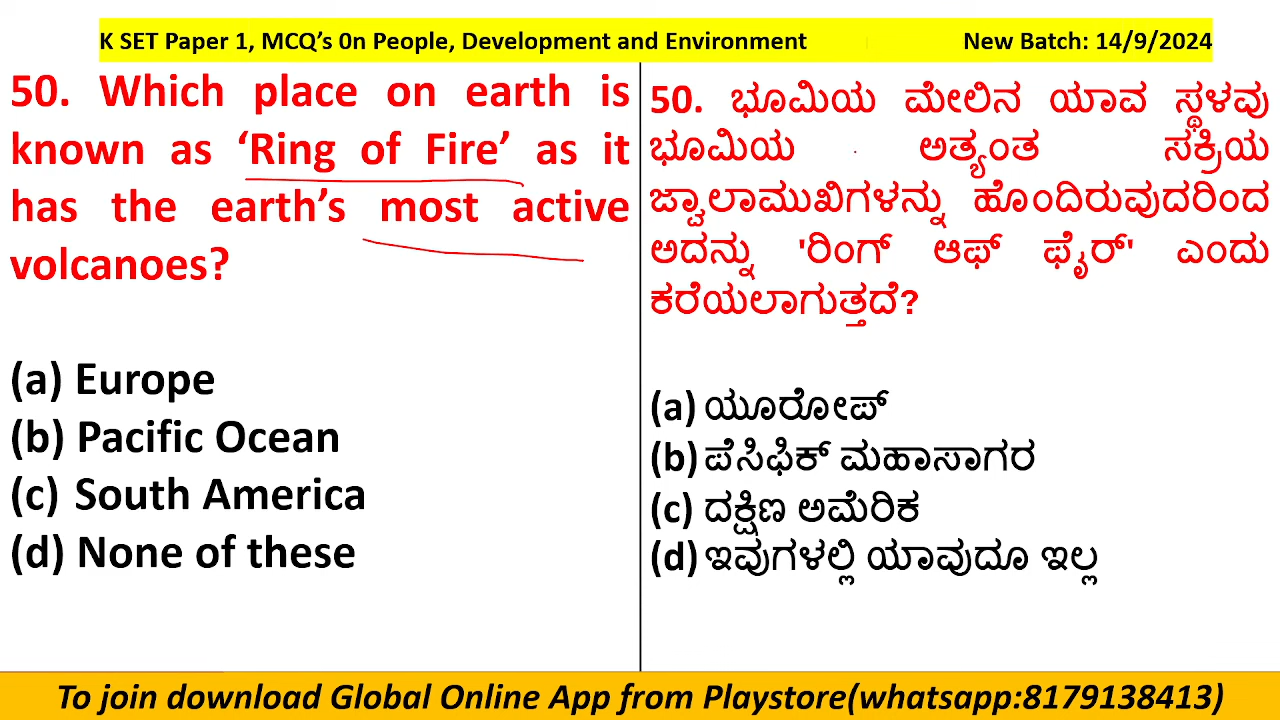 K SET Paper 1, MCQ's 0n People, Development and Environment New Batch: 14/9/2024
50. Which place on earth is
known as ‘Ring of Fire’ as it
has the earth’s most active
volcanoes?
(a) Europe
(b) Pacific Ocean
(c) South America
(d) None of these
50. ಭೂಮಿಯ ಮೇಲಿನ ಯಾವ ಸ್ಥಳವು
ಭೂಮಿಯ ಅತ್ಯಂತ ಸಕ್ರಿಯ
ಜ್ವಾಲಾಮುಖಿಗಳನ್ನು ಹೊಂದಿರುವುದರಿಂದ
ಅದನ್ನು 'ರಿಂಗ್ ಆಫ್ ಫೈರ್' ಎಂದು
ಕರೆಯಲಾಗುತ್ತದೆ?
(a) ಯೂರೋಪ್
(b) ಪೆಸಿಫಿಕ್ ಮಹಾಸಾಗರ
(c) ದಕ್ಷಿಣ ಅಮೆರಿಕ
(d) ಇವುಗಳಲ್ಲಿ ಯಾವುದೂ ಇಲ್ಲ
To join download Global Online App from Playstore(whatsapp:8179138413)